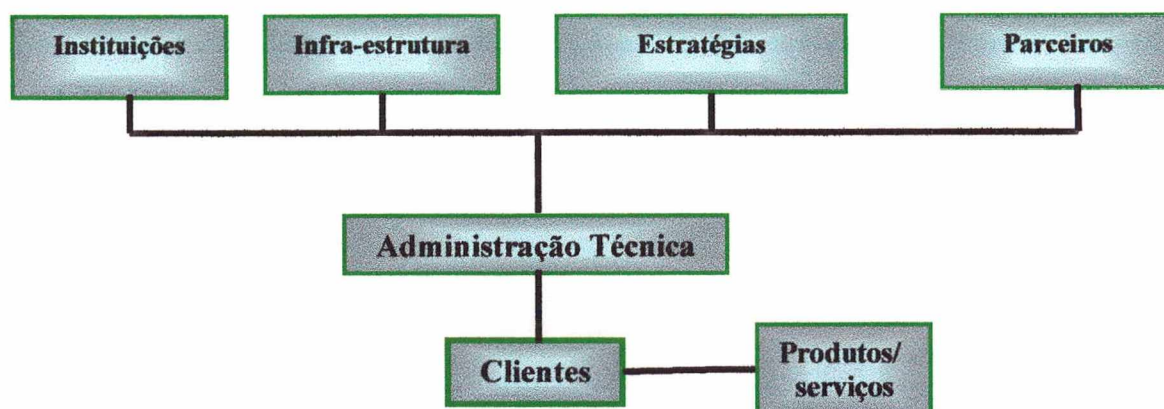 Instituições
Infra-estrutura
Estratégias
Parceiros
Administração Técnica
Clientes
Produtos/
serviços